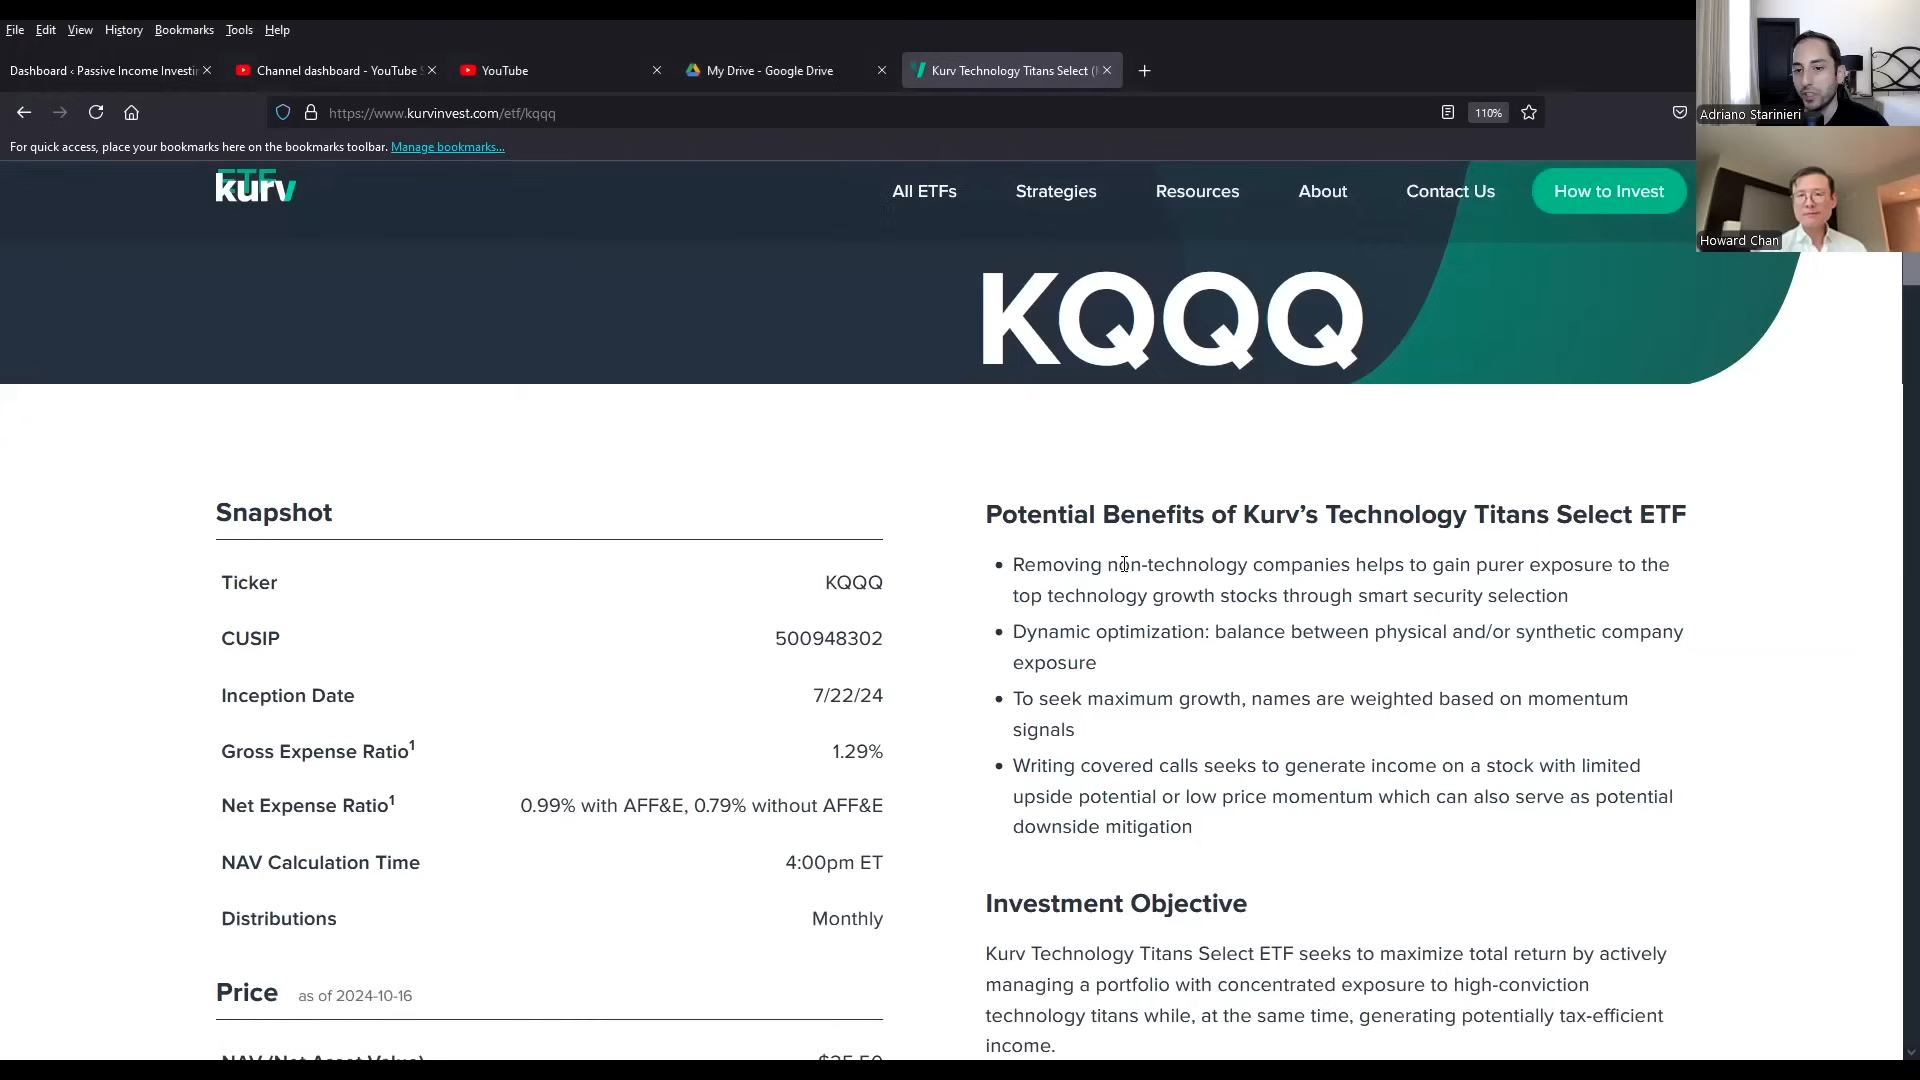 File Edit View History Bookmarks Tools Help
Dashboard ‹ Passive Income Investi
Channel dashboard - YouTube
YouTube
My Drive - Google Drive
Kurv Technology Titans Select (
https://www.kurvinvest.com/etf/kqqq
110%
For quick access, place your bookmarks here on the bookmarks toolbar. Manage bookmarks...
Adriano Starinieri
Howard Chan
ETF
kurv
All ETFs Strategies Resources About Contact Us How to Invest
KQQQ
Snapshot
Ticker KQQQ
CUSIP 500948302
Inception Date 7/22/24
Gross Expense Ratio1 1.29%
Net Expense Ratio1 0.99% with AFF&E, 0.79% without AFF&E
NAV Calculation Time 4:00pm ET
Distributions Monthly
Price as of 2024-10-16
NAV (Net Asset Value) $25.50
Potential Benefits of Kurv’s Technology Titans Select ETF
• Removing non-technology companies helps to gain purer exposure to the
top technology growth stocks through smart security selection
• Dynamic optimization: balance between physical and/or synthetic company
exposure
• To seek maximum growth, names are weighted based on momentum
signals
• Writing covered calls seeks to generate income on a stock with limited
upside potential or low price momentum which can also serve as potential
downside mitigation
Investment Objective
Kurv Technology Titans Select ETF seeks to maximize total return by actively
managing a portfolio with concentrated exposure to high-conviction
technology titans while, at the same time, generating potentially tax-efficient
income.